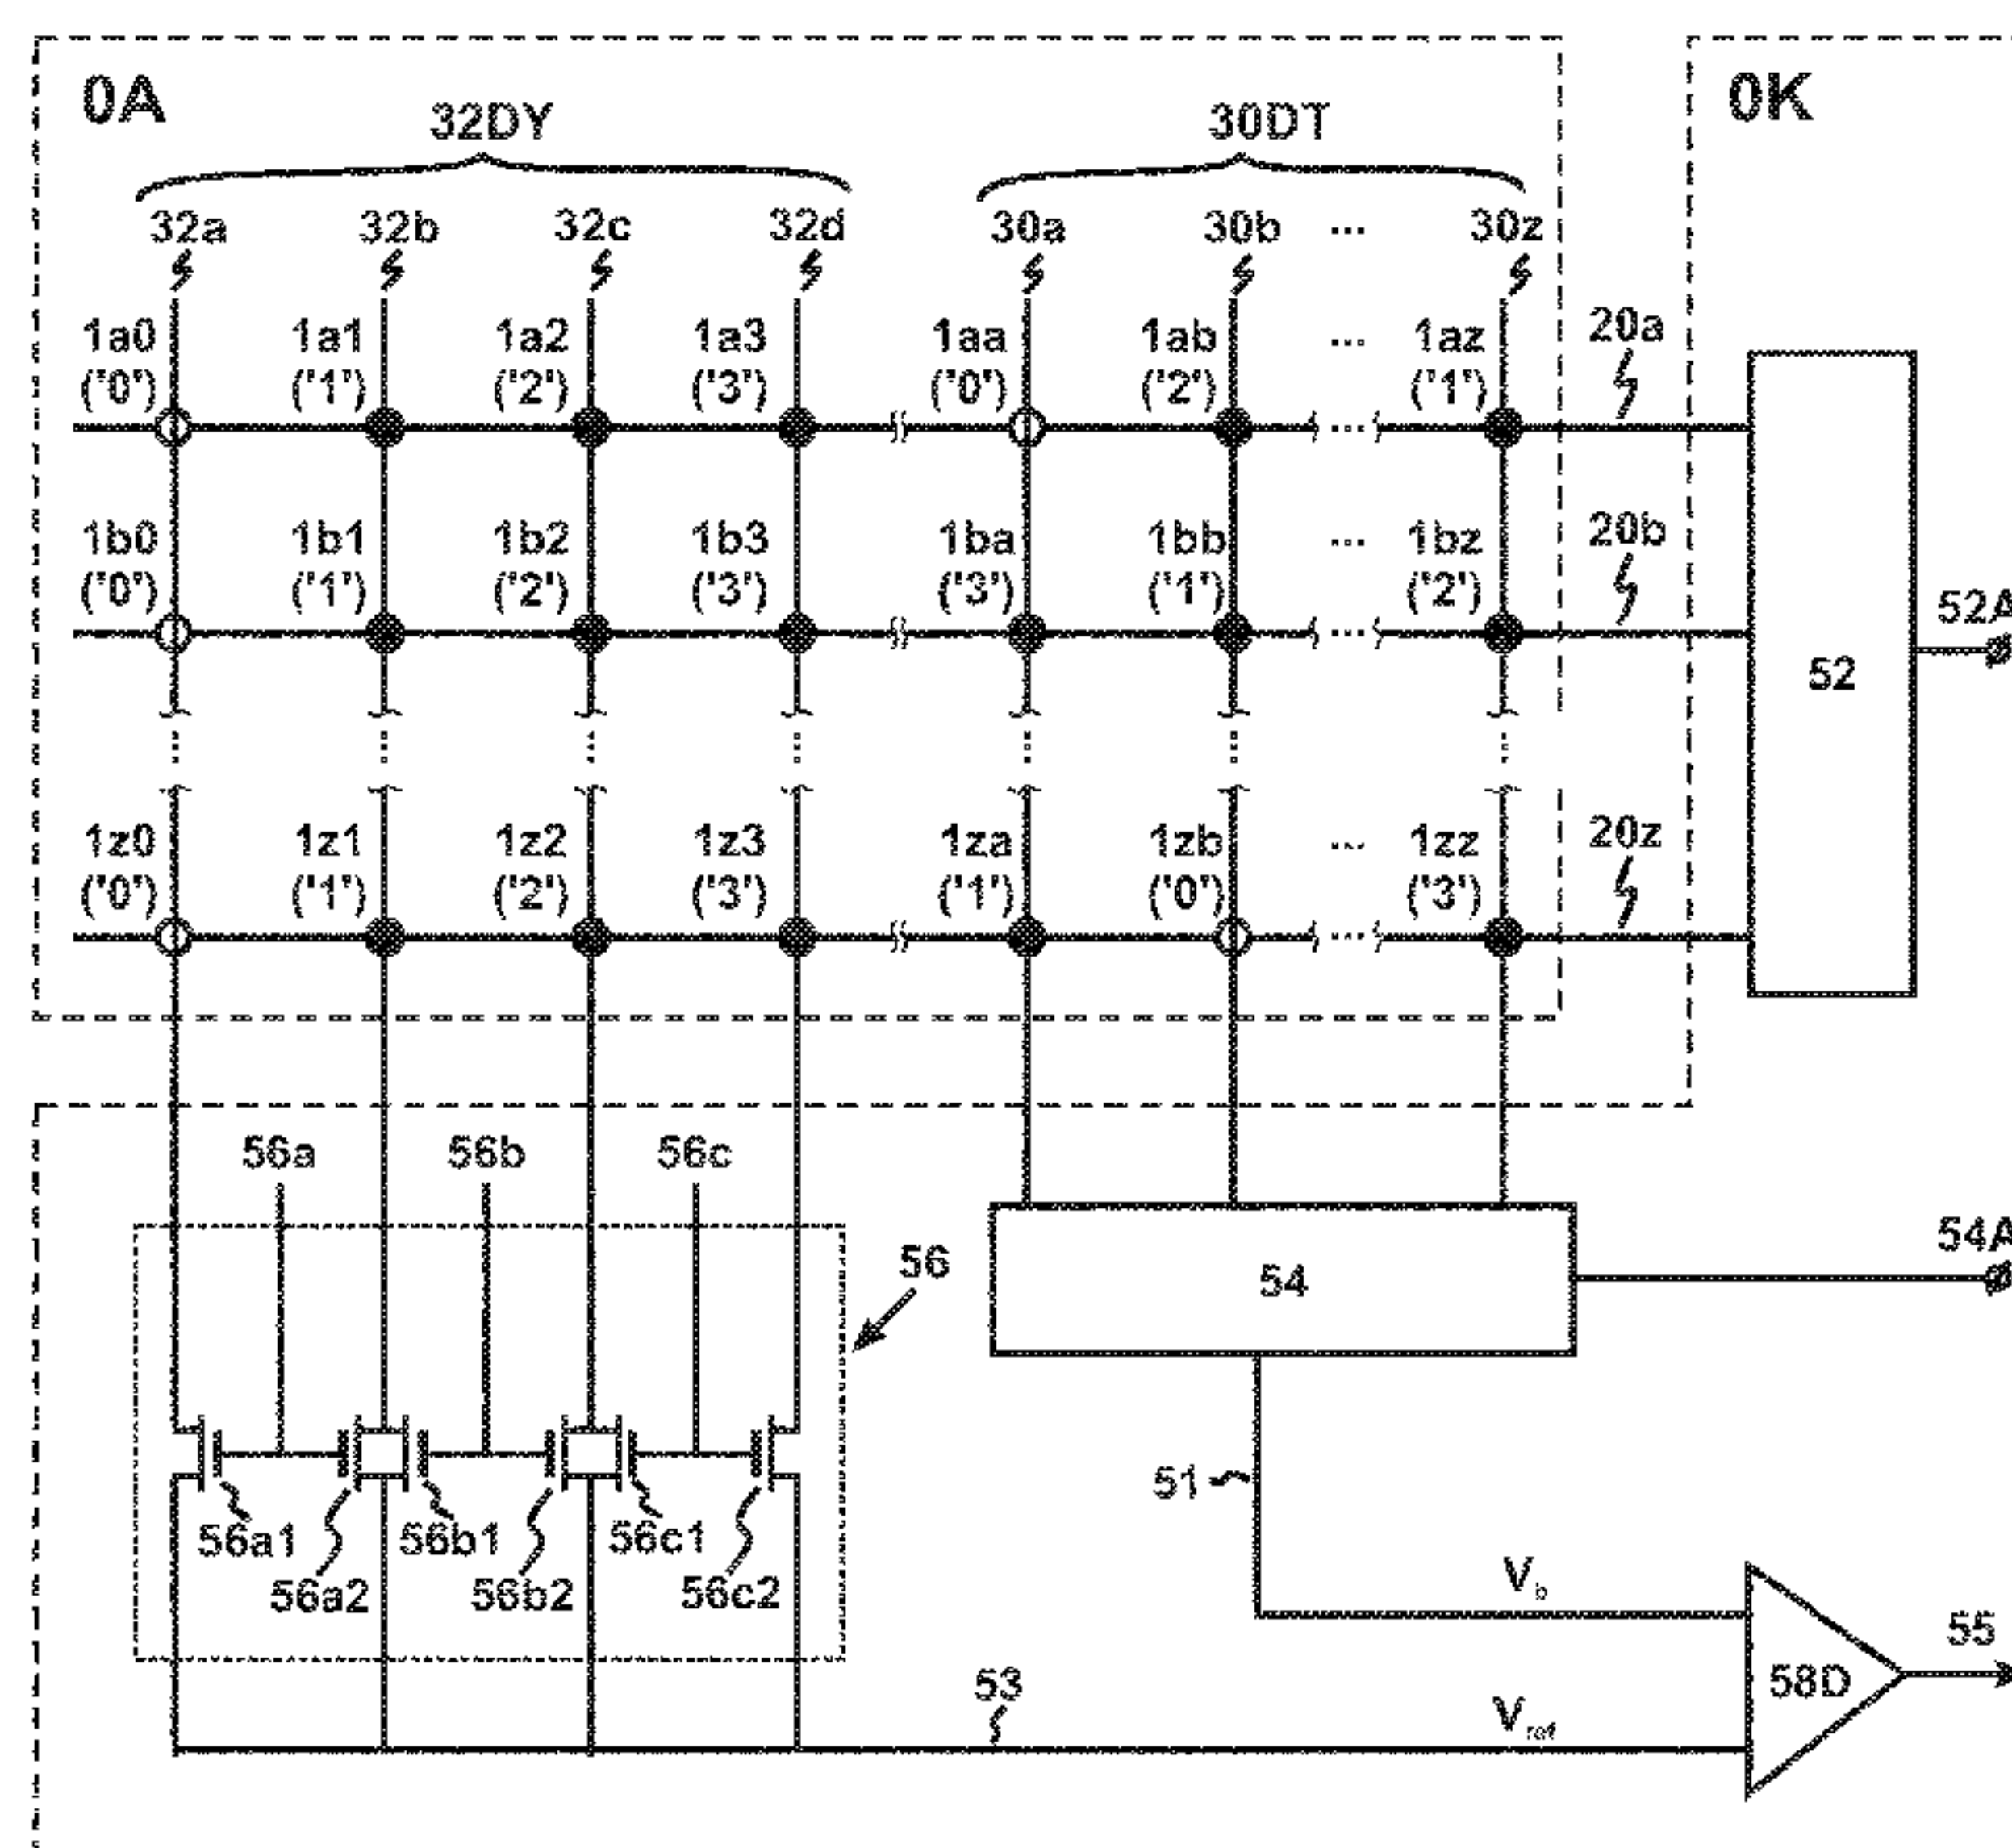 0A 0K
32DY 30DT
32a 32b 32c 32d 30a 30b ... 30z
1a0 1a1 1a2 1a3 1aa 1ab ... 1az 20a
('0') ('1') ('2') ('3') ('0') ('2') ('1')
...
1b0 1b1 1b2 1b3 1ba 1bb ... 1bz 20b
('0') ('1') ('2') ('3') ('3') ('1') ('2')
52A
...
52
1z0 1z1 1z2 1z3 1za 1zb ... 1zz 20z
('0') ('1') ('2') ('3') ('1') ('0') ('3')
...
56a 56b 56c
56 54 54A
51
56a1 56b1 56c1
56a2 56b2 56c2
Vb
58D 55
53
Vref